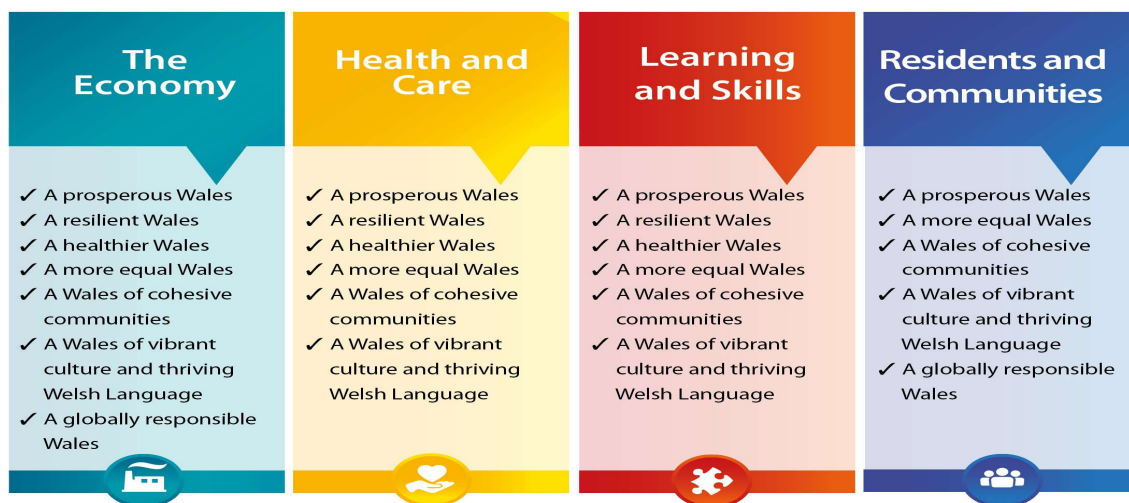 The
Economy
✓ A prosperous Wales
✓ A resilient Wales
✓ A healthier Wales
✓ A more equal Wales
✓ A Wales of cohesive
communities
✓ A Wales of vibrant
culture and thriving
Welsh Language
✓ A globally responsible
Wales
Health and
Care
✓ A prosperous Wales
✓ A resilient Wales
✓ A healthier Wales
✓ A more equal Wales
✓ A Wales of cohesive
communities
✓ A Wales of vibrant
culture and thriving
Welsh Language
Learning
and Skills
✓ A prosperous Wales
✓ A resilient Wales
✓ A healthier Wales
✓ A more equal Wales
✓ A Wales of cohesive
communities
✓ A Wales of vibrant
culture and thriving
Welsh Language
Residents and
Communities
✓ A prosperous Wales
✓ A more equal Wales
✓ A Wales of cohesive
communities
✓ A Wales of vibrant
culture and thriving
Welsh Language
✓ A globally responsible
Wales